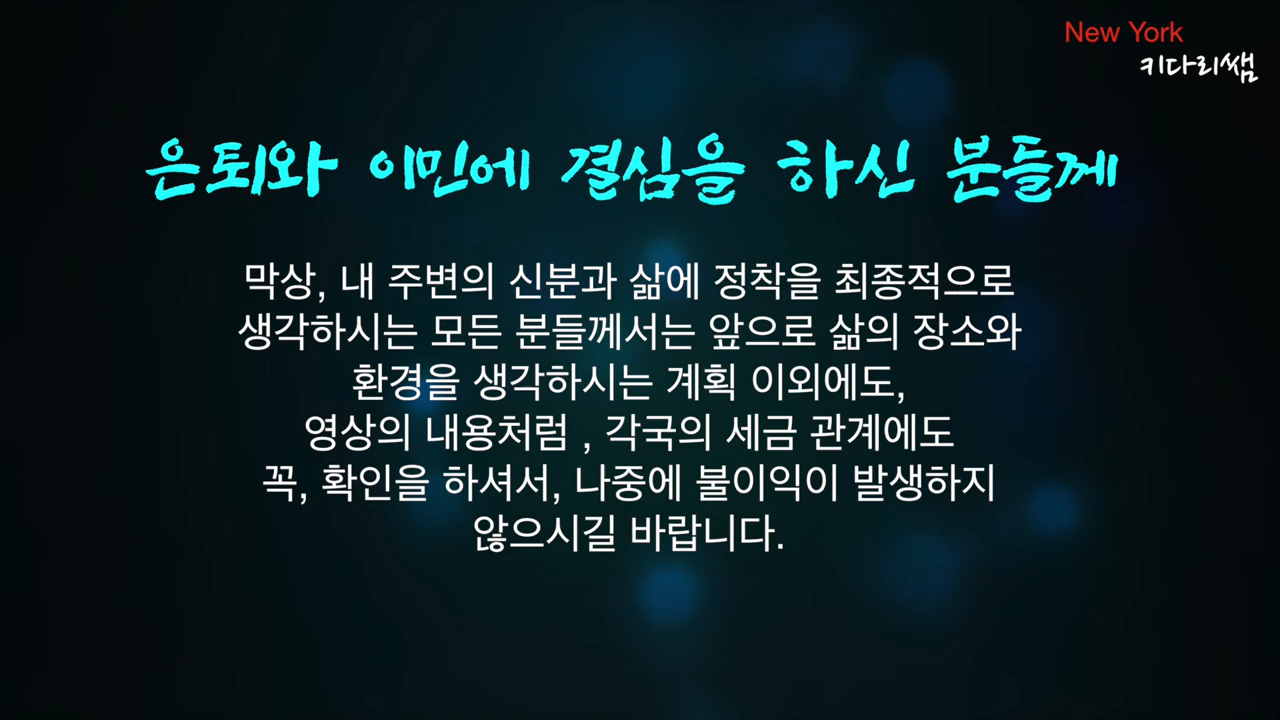 New York
키다리쌤
은퇴와 이민에 결심을 하신 분들께
막상, 내 주변의 신분과 삶에 정착을 최종적으로
생각하시는 모든 분들께서는 앞으로 삶의 장소와
환경을 생각하시는 계획 이외에도,
영상의 내용처럼 , 각국의 세금 관계에도
꼭, 확인을 하셔서, 나중에 불이익이 발생하지
않으시길 바랍니다.